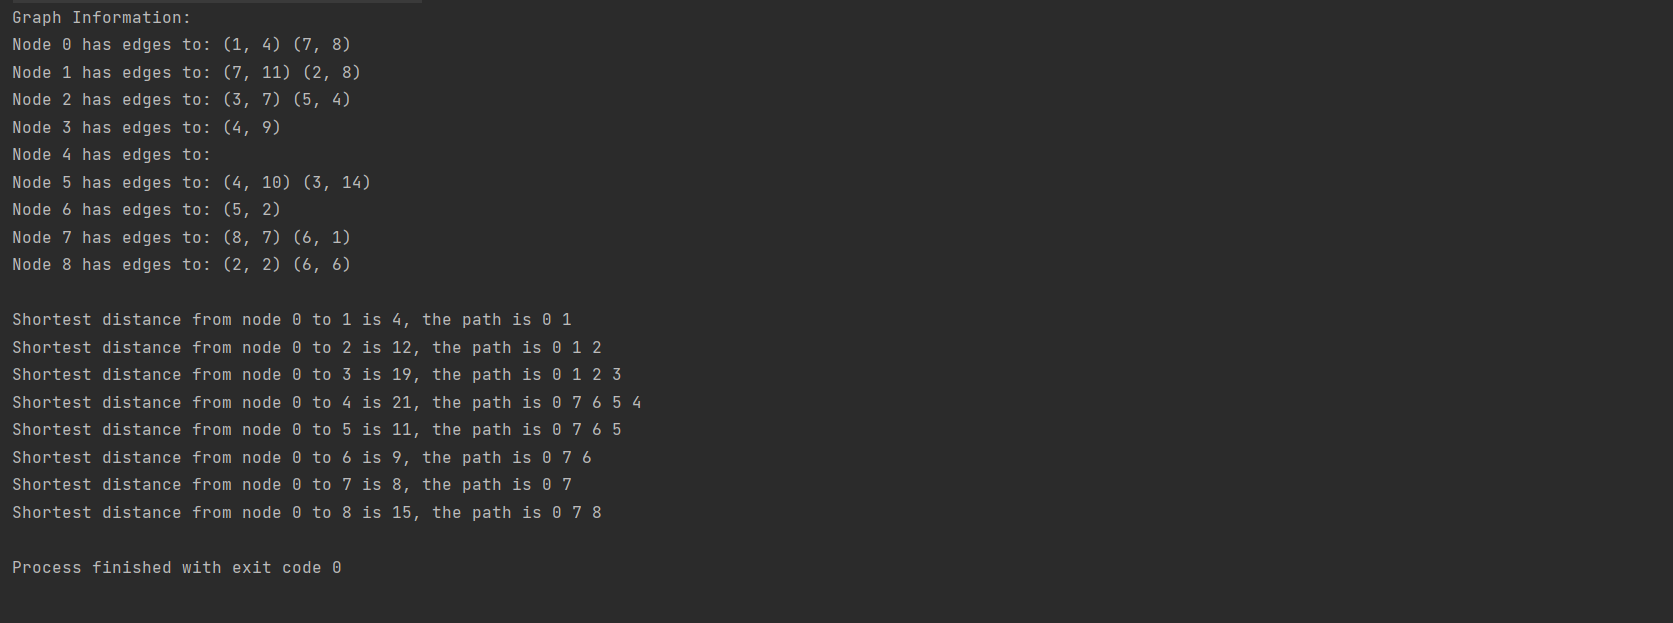 Graph Information:
Node 0 has edges to: (1, 4) (7, 8)
Node 1 has edges to: (7, 11) (2, 8)
Node 2 has edges to: (3, 7) (5, 4)
Node 3 has edges to: (4, 9)
Node 4 has edges to:
Node 5 has edges to: (4, 10) (3, 14)
Node 6 has edges to: (5, 2)
Node 7 has edges to: (8, 7) (6, 1)
Node 8 has edges to: (2, 2) (6, 6)
Shortest distance from node 0 to 1 is 4, the path is 0 1
Shortest distance from node 0 to 2 is 12, the path is 0 1 2
Shortest distance from node 0 to 3 is 19, the path is 0 1 2 3
Shortest distance from node 0 to 4 is 21, the path is 0 7 6 5 4
Shortest distance from node 0 to 5 is 11, the path is 0 7 6 5
Shortest distance from node 0 to 6 is 9, the path is 0 7 6
Shortest distance from node 0 to 7 is 8, the path is 0 7
Shortest distance from node 0 to 8 is 15, the path is 0 7 8
Process finished with exit code 0